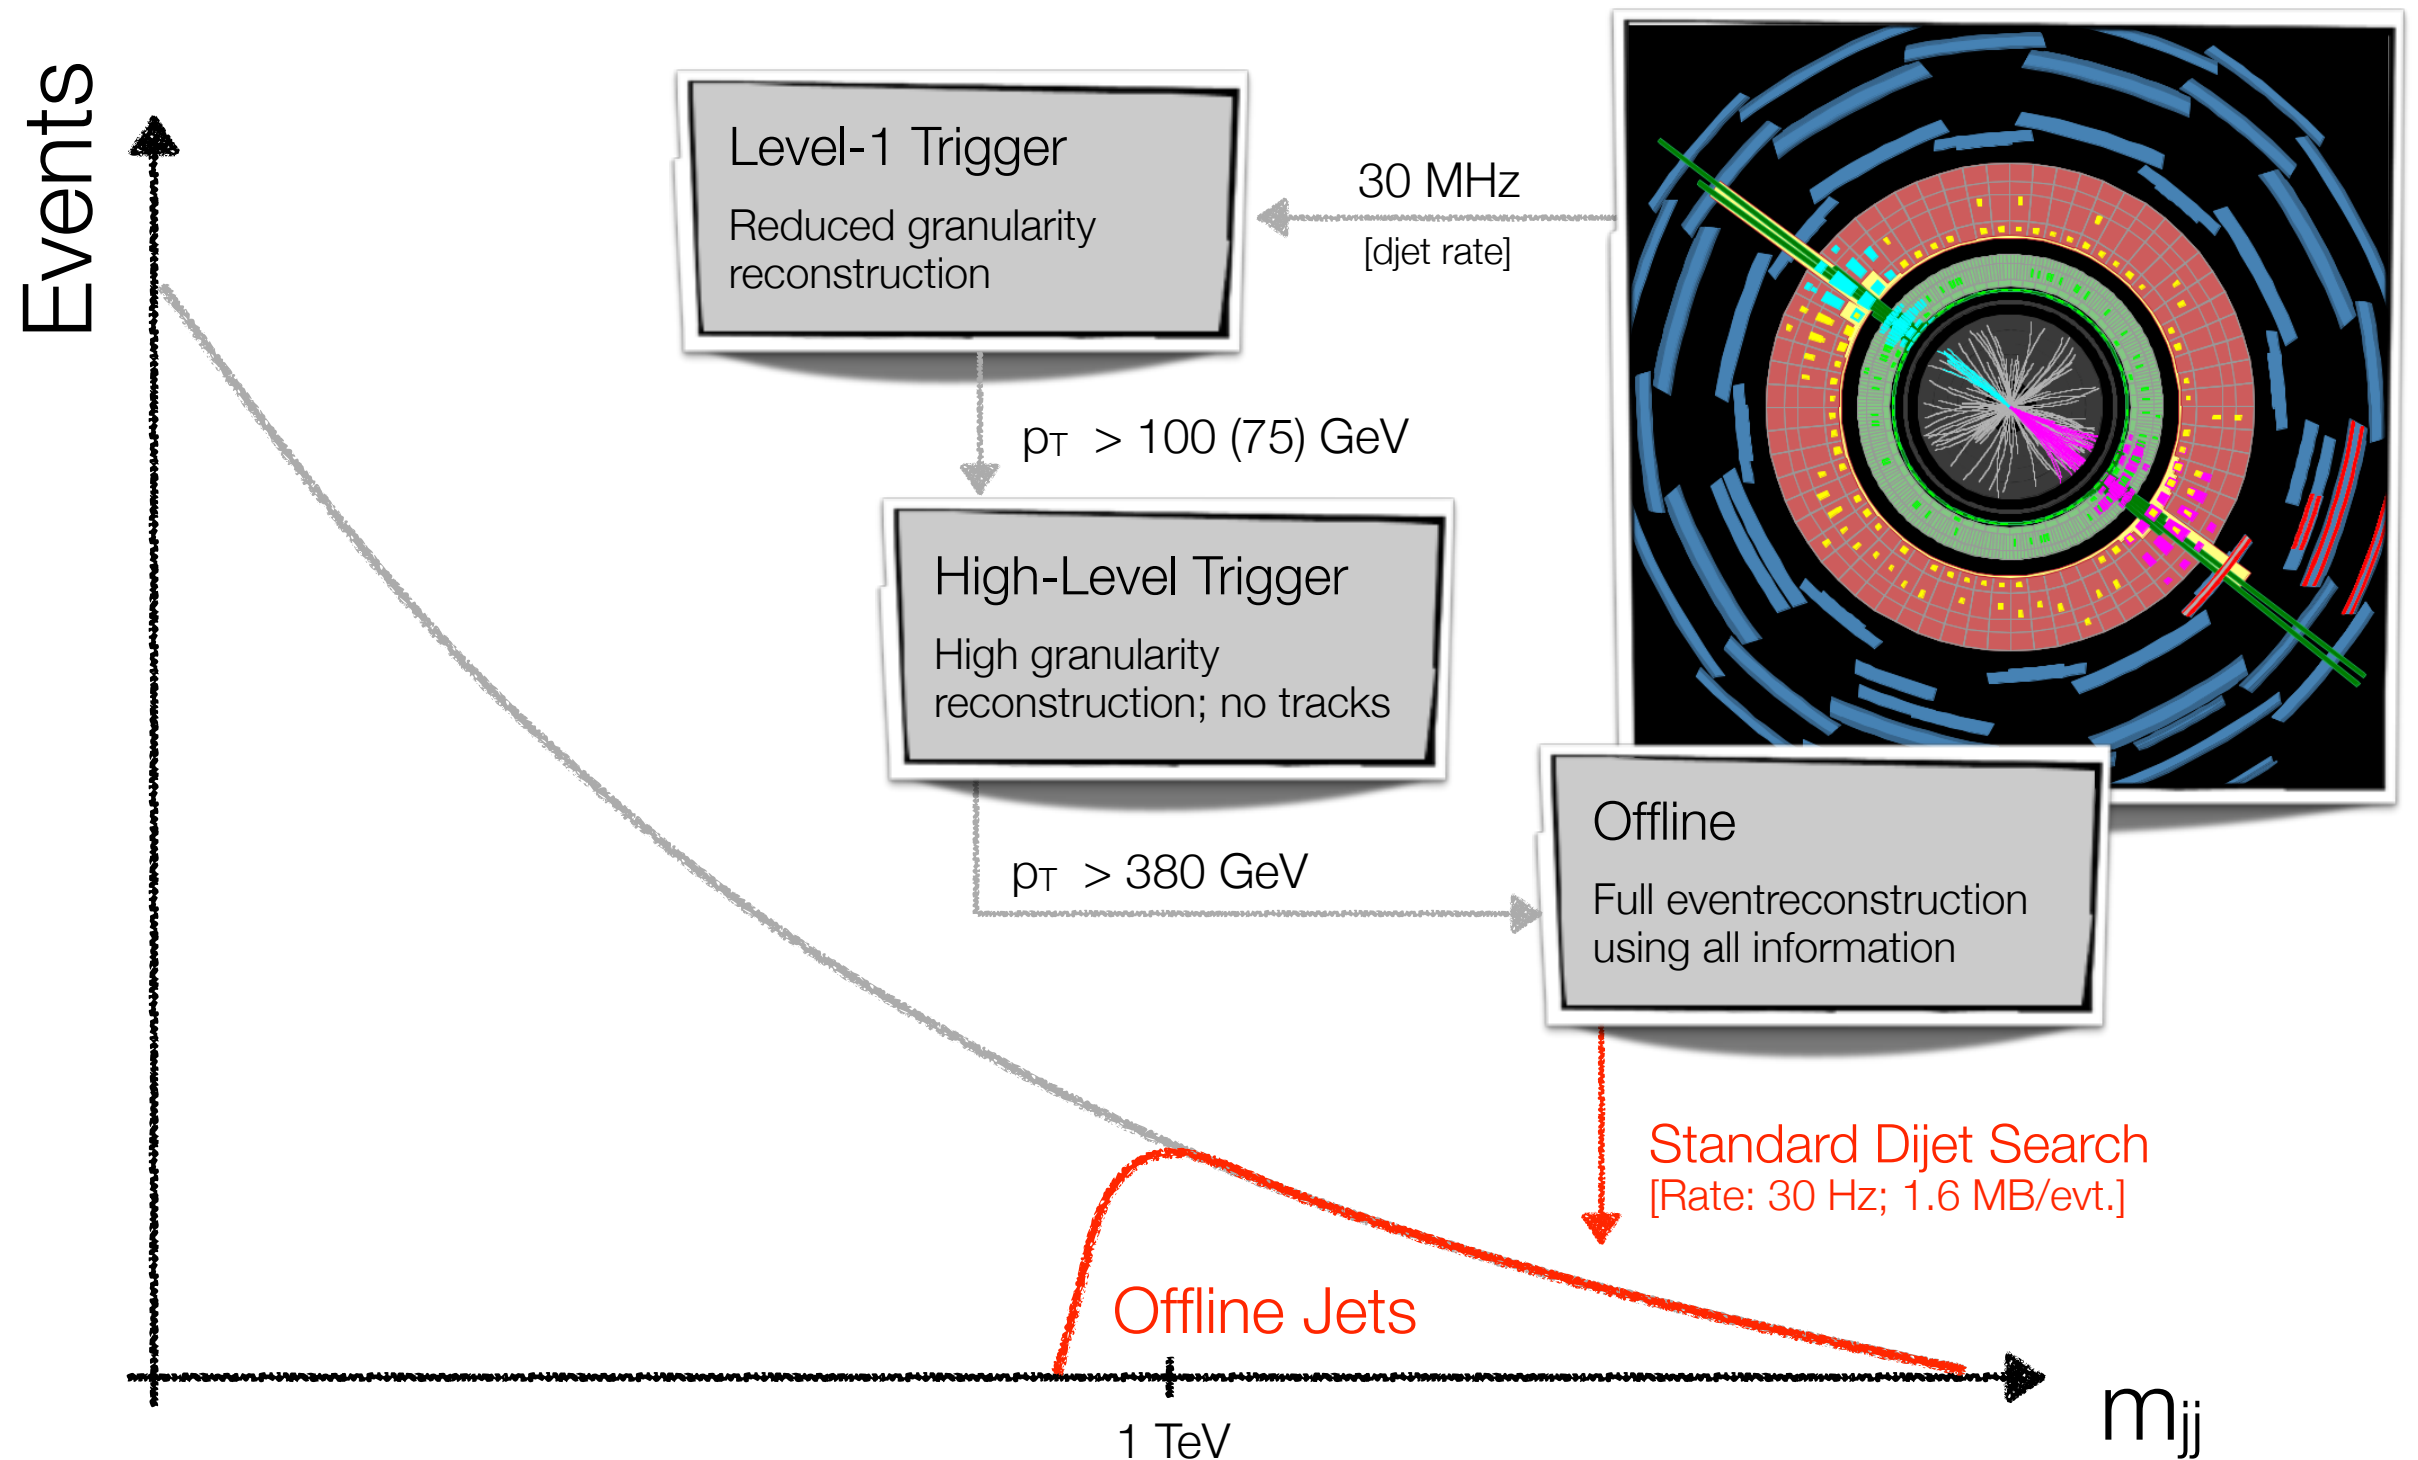 Events
Level-1 Trigger
Reduced granularity
reconstruction
30 MHz
[djet rate]
pT > 100 (75) GeV
High-Level Trigger
High granularity
reconstruction; no tracks
pT > 380 GeV
Offline
Full eventreconstruction
using all information
Standard Dijet Search
[Rate: 30 Hz; 1.6 MB/evt.]
Offline Jets
1 TeV
mjj